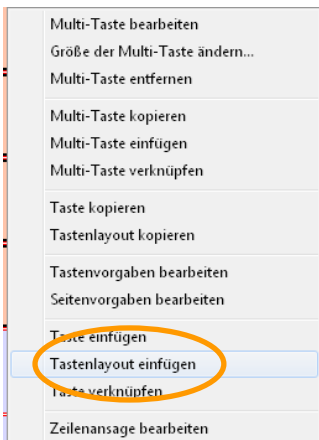 Multi-Taste bearbeiten
Größe der Multi-Taste ändern...
Multi-Taste entfernen
Multi-Taste kopieren
Multi-Taste einfügen
Multi-Taste verknüpfen
Taste kopieren
Tastenlayout kopieren
Tastenvorgaben bearbeiten
Seitenvorgaben bearbeiten
Taste einfügen
Tastenlayout einfügen
Taste verknüpfen
Zeilenansage bearbeiten